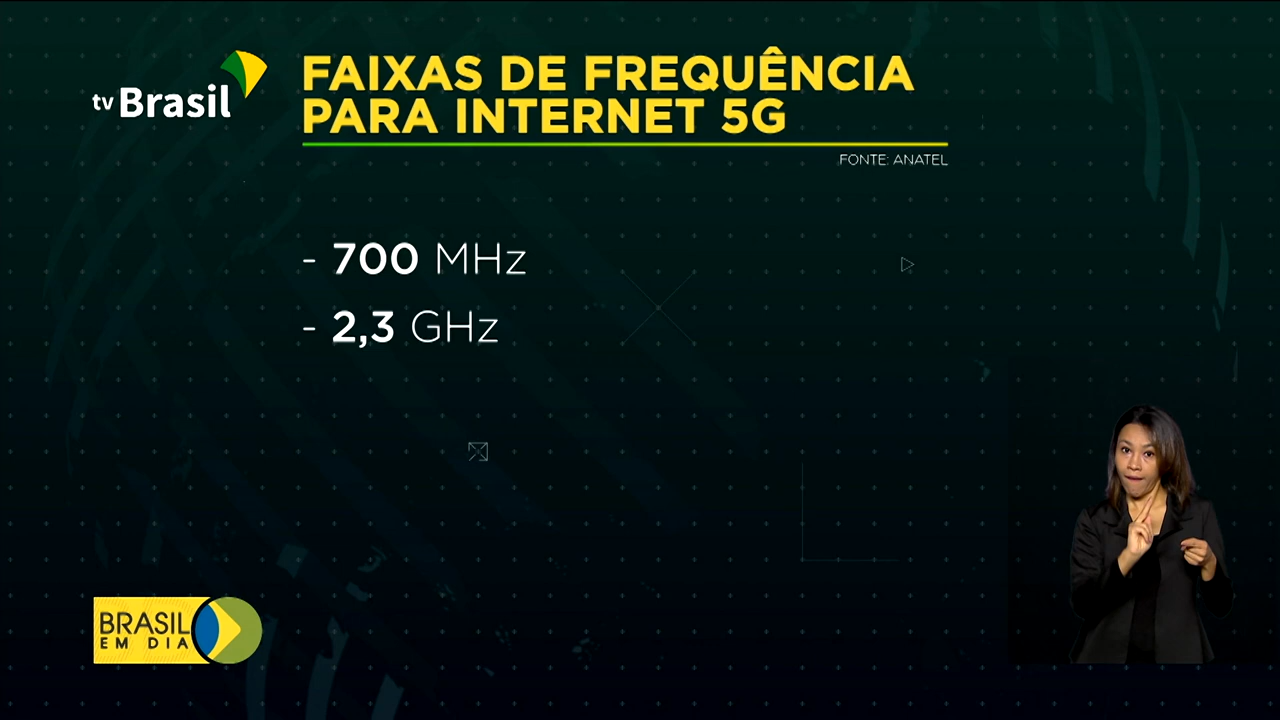 tv Brasil
FAIXAS DE FREQUÊNCIA
PARA INTERNET 5G
FONTE: ANATEL
- 700 MHz
- 2,3 GHz
BRASIL
EM DIA